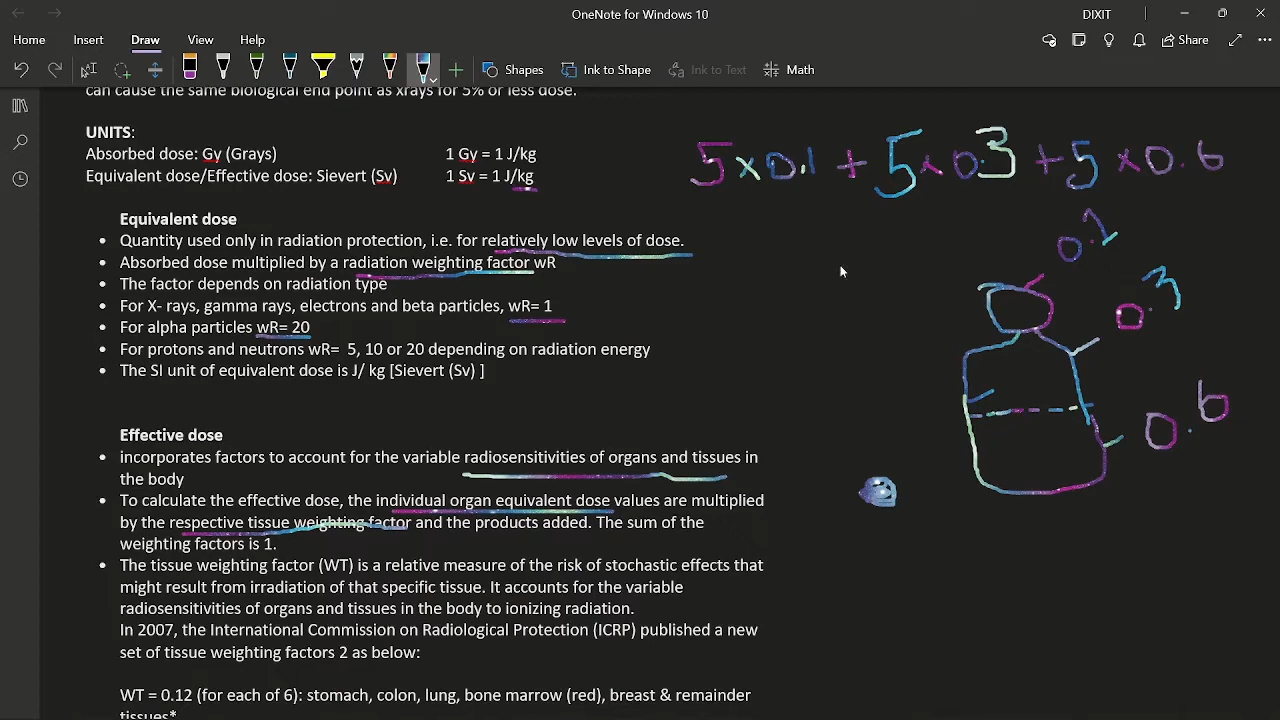 OneNote for Windows 10
DIXIT
Home Insert Draw View Help
Shapes Ink to Shape Ink to Text Math Share
can cause the same biological end point as xrays for 5% or less dose.
UNITS:
Absorbed dose: Gy (Grays) 1 Gy = 1 J/kg
Equivalent dose/Effective dose: Sievert (Sv) 1 Sv = 1 J/kg
5 x 0.1 + 5 x 0.3 + 5 x 0.6
Equivalent dose
• Quantity used only in radiation protection, i.e. for relatively low levels of dose.
• Absorbed dose multiplied by a radiation weighting factor wR
• The factor depends on radiation type
• For X- rays, gamma rays, electrons and beta particles, wR= 1
• For alpha particles wR= 20
• For protons and neutrons wR= 5, 10 or 20 depending on radiation energy
• The SI unit of equivalent dose is J/ kg [Sievert (Sv) ]
0.1
0.3
0.6
Effective dose
• incorporates factors to account for the variable radiosensitivities of organs and tissues in
the body
• To calculate the effective dose, the individual organ equivalent dose values are multiplied
by the respective tissue weighting factor and the products added. The sum of the
weighting factors is 1.
• The tissue weighting factor (WT) is a relative measure of the risk of stochastic effects that
might result from irradiation of that specific tissue. It accounts for the variable
radiosensitivities of organs and tissues in the body to ionizing radiation.
In 2007, the International Commission on Radiological Protection (ICRP) published a new
set of tissue weighting factors 2 as below:
WT = 0.12 (for each of 6): stomach, colon, lung, bone marrow (red), breast & remainder
tissues*